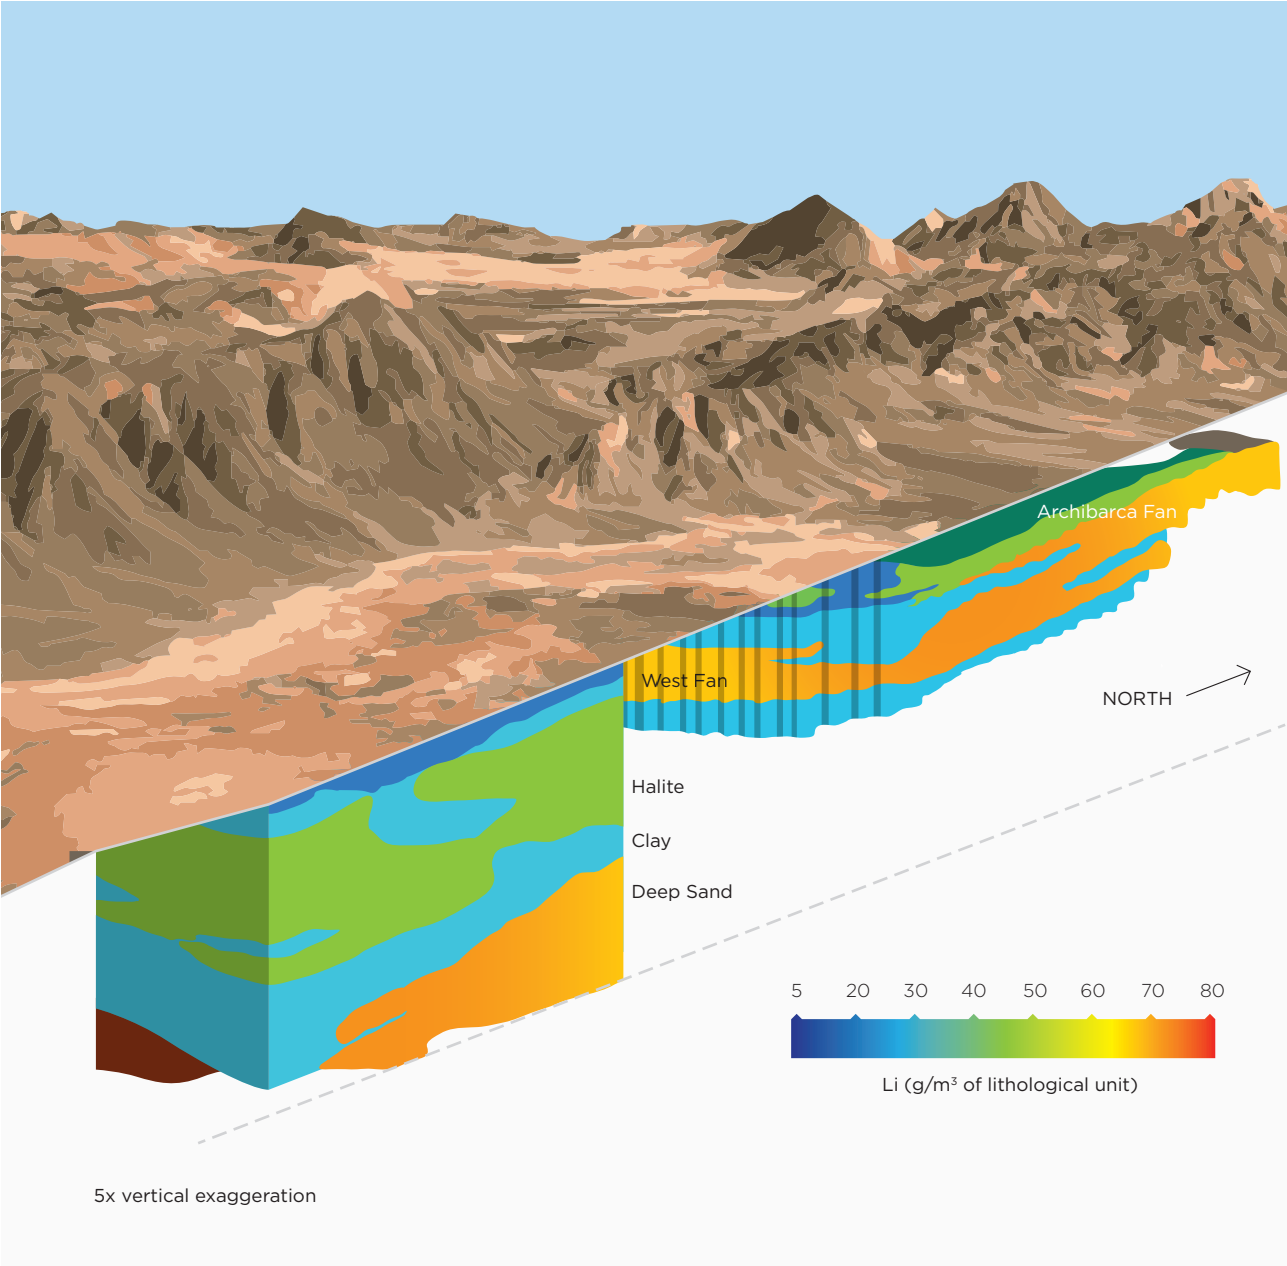 Archibarca Fan
West Fan
NORTH
Halite
Clay
Deep Sand
5 20 30 40 50 60 70 80
Li (g/m³ of lithological unit)
5x vertical exaggeration